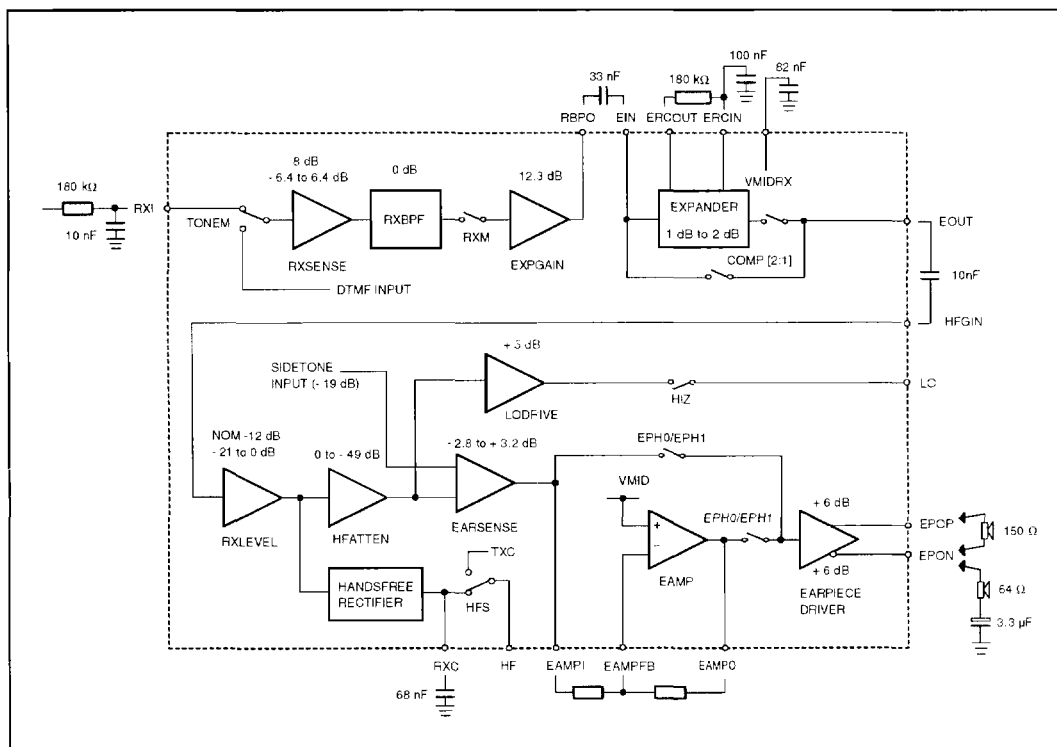 100 nF
82 nF
33 nF
180 kΩ
RBPO
EIN
ERCOUT
ERCIN
8 dB
- 6.4 to 6.4 dB
0 dB
12.3 dB
VMIDRX
180 kΩ
RXI
TONEM
RXBPF
EXPANDER
1 dB to 2 dB
EOUT
10 nF
RXSENSE
RXM
EXPGAIN
COMP [2:1]
DTMF INPUT
10nF
HFGIN
+ 5 dB
SIDETONE
INPUT (- 19 dB)
LODRIVE
HIZ
LO
NOM -12 dB
- 21 to 0 dB
0 to - 49 dB
- 2.8 to + 3.2 dB
EPH0/EPH1
VMID
EPH0/EPH1
+ 6 dB
EPOP
+
-
150 Ω
RXLEVEL
HFATTEN
EARSENSE
EPON
EAMP
+ 6 dB
TXC
EARPIECE
DRIVER
64 Ω
HANDSFREE
RECTIFIER
HFS
3.3 µF
RXC
HF
EAMPI
EAMPFB
EAMPO
68 nF